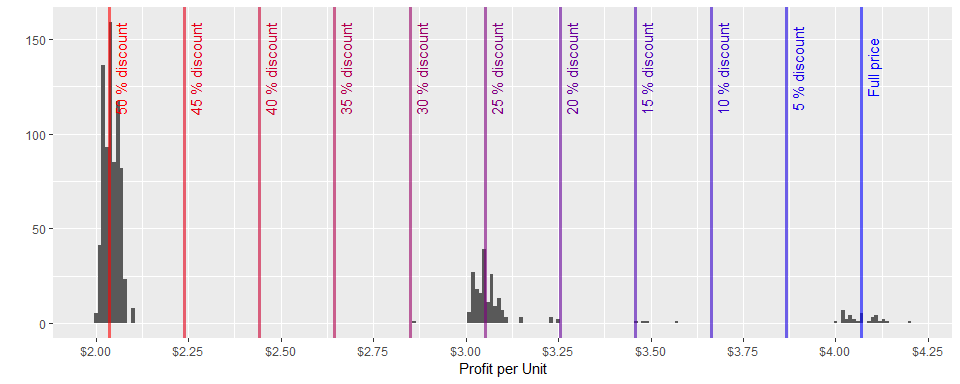 150
100
50
0
50 % discount
45 % discount
40 % discount
35 % discount
30 % discount
25 % discount
20 % discount
15 % discount
10 % discount
5 % discount
Full price
$2.00
$2.25
$2.50
$2.75
$3.00
$3.25
$3.50
$3.75
$4.00
$4.25
Profit per Unit